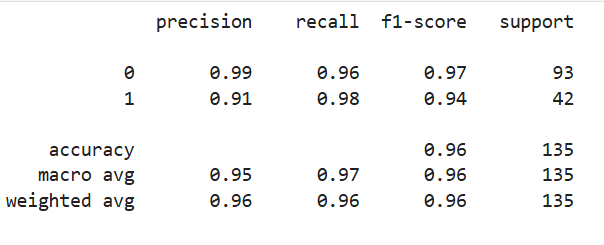 precision recall f1-score support
0 0.99 0.96 0.97 93
1 0.91 0.98 0.94 42
accuracy 0.96 135
macro avg 0.95 0.97 0.96 135
weighted avg 0.96 0.96 0.96 135